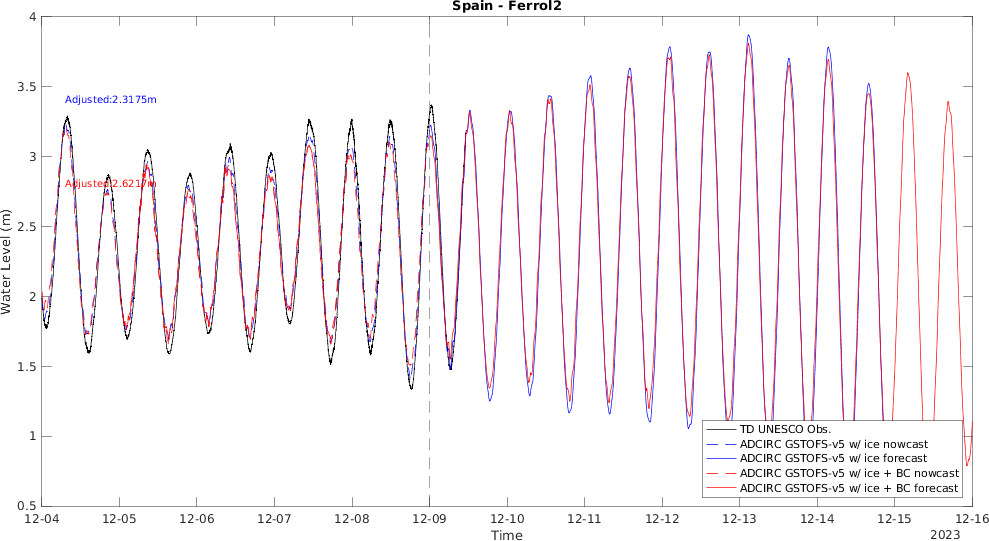 Spain - Ferrol2
4
3.5
3
2.5
2
1.5
1
0.5
Water Level (m)
Adjusted:2.3175m
Adjusted:2.6217m
TD UNESCO Obs.
ADCIRC GSTOFS-v5 w/ ice nowcast
ADCIRC GSTOFS-v5 w/ ice forecast
ADCIRC GSTOFS-v5 w/ ice + BC nowcast
ADCIRC GSTOFS-v5 w/ ice + BC forecast
12-04 12-05 12-06 12-07 12-08 12-09 12-10 12-11 12-12 12-13 12-14 12-15 12-16
Time
2023